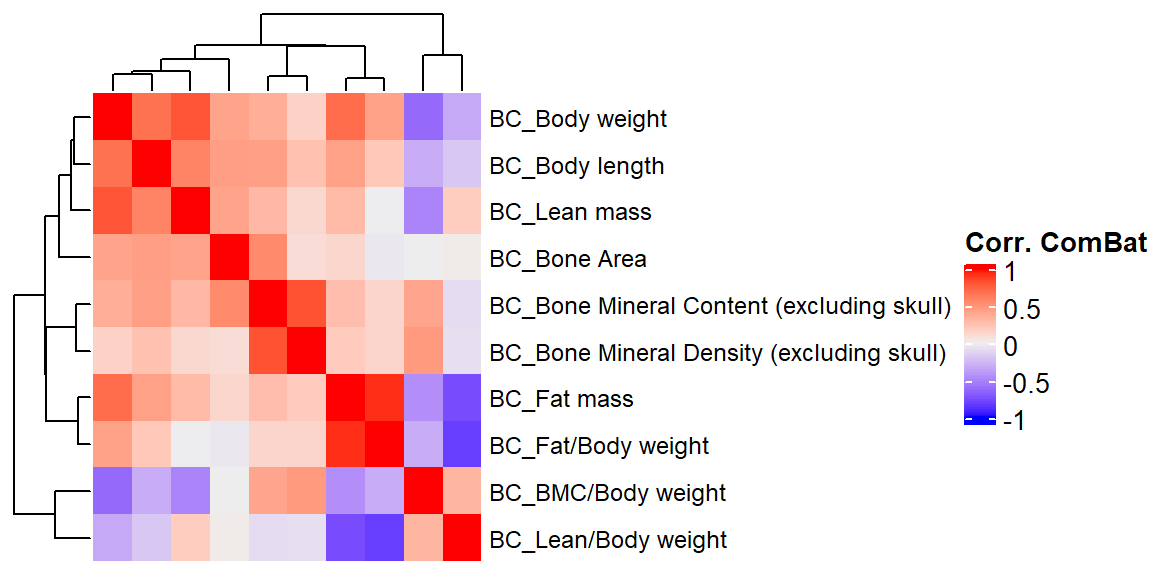 BC_Body weight
BC_Body length
BC_Lean mass
BC_Bone Area
BC_Bone Mineral Content (excluding skull)
BC_Bone Mineral Density (excluding skull)
BC_Fat mass
BC_Fat/Body weight
BC_BMC/Body weight
BC_Lean/Body weight
Corr. ComBat
1
0.5
0
-0.5
-1